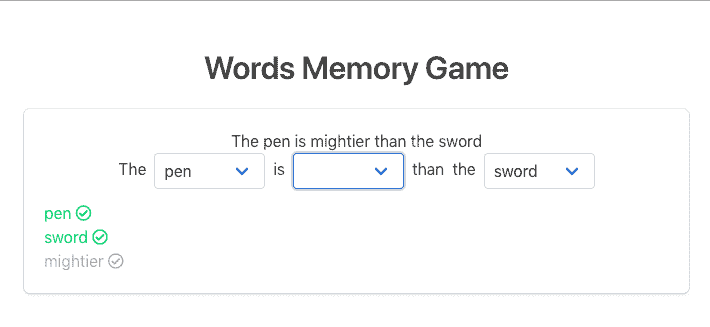 Words Memory Game
The pen is mightier than the sword
The pen is than the sword
pen
sword
mightier